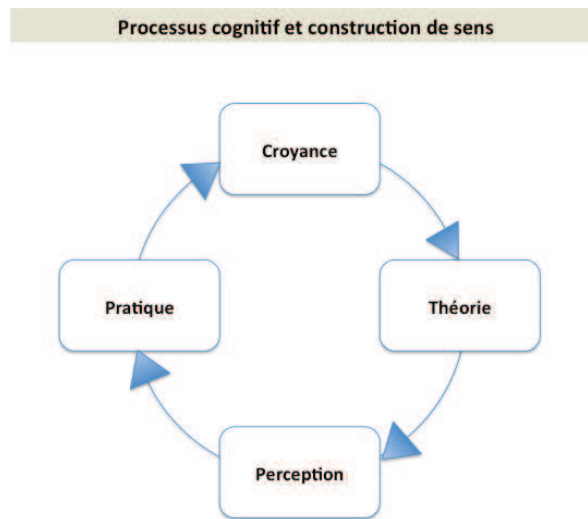 Processus cognitif et construction de sens
Croyance
Pratique
Théorie
Perception